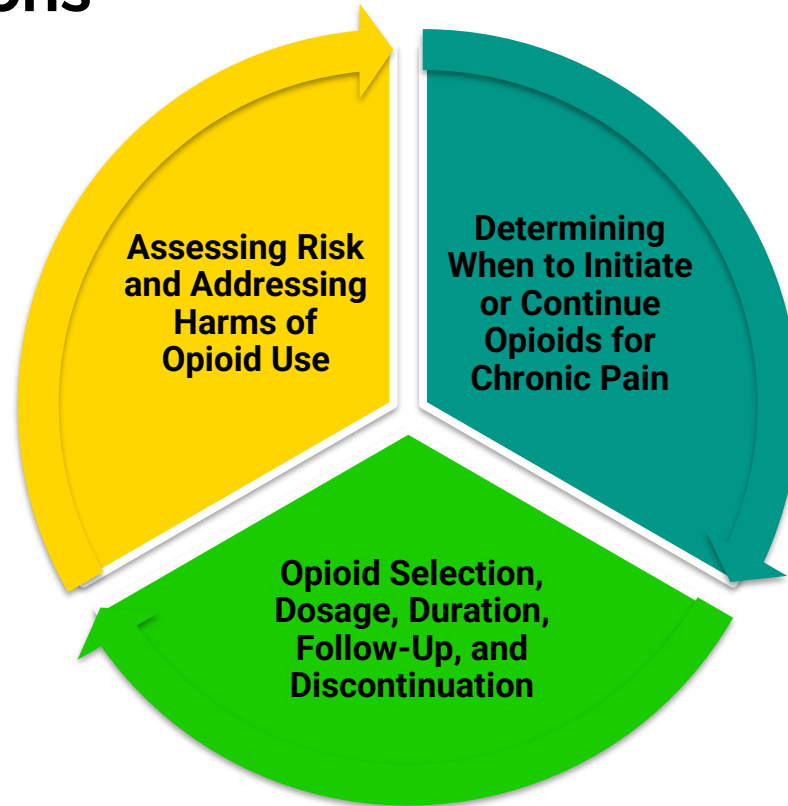 ons
Assessing Risk
and Addressing
Harms of
Opioid Use
Determining
When to Initiate
or Continue
Opioids for
Chronic Pain
Opioid Selection,
Dosage, Duration,
Follow-Up, and
Discontinuation